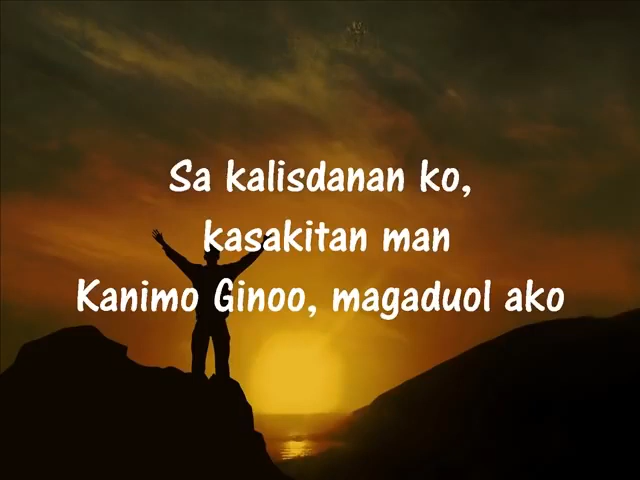 Sa kalisdanan ko,
kasakitan man
Kanimo Ginoo, magaduol ako